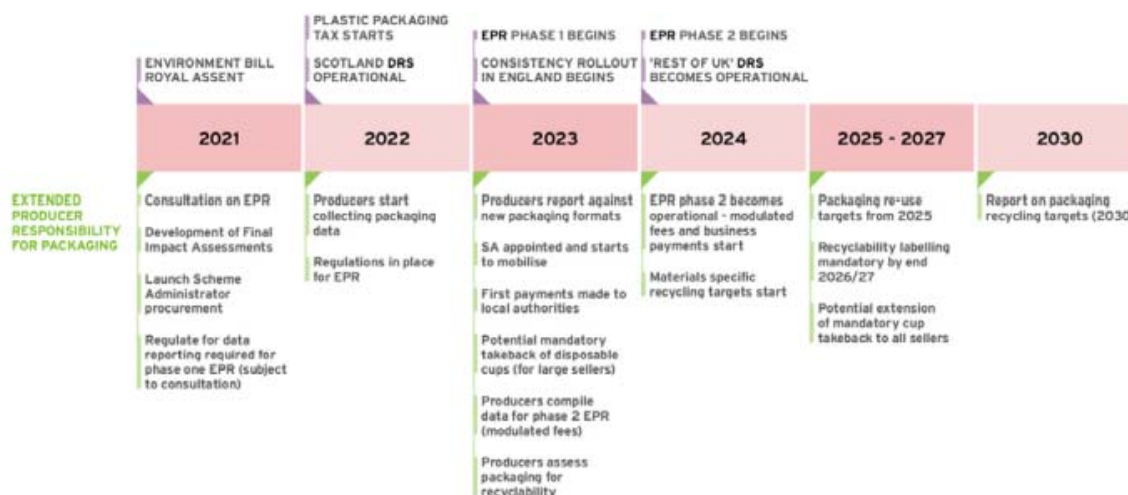 PLASTIC PACKAGING
TAX STARTS
EPR PHASE 1 BEGINS
EPR PHASE 2 BEGINS
ENVIRONMENT BILL
ROYAL ASSENT
SCOTLAND DRS
OPERATIONAL
CONSISTENCY ROLLOUT
IN ENGLAND BEGINS
'REST OF UK' DRS
BECOMES OPERATIONAL
2021
2022
2023
2024
2025 - 2027
2030
EXTENDED
PRODUCER
RESPONSIBILITY
FOR PACKAGING
Consultation on EPR
Development of Final
Impact Assessments
Launch Scheme
Administrator
procurement
Regulate for data
reporting required for
phase one EPR (subject
to consultation)
Producers start
collecting packaging
data
Regulations in place
for EPR
Producers report against
new packaging formats
SA appointed and starts
to mobilise
First payments made to
local authorities
Potential mandatory
takeback of disposable
cups (for large sellers)
Producers compile
data for phase 2 EPR
(modulated fees)
Producers assess
packaging for
recyclability
EPR phase 2 becomes
operational - modulated
fees and business
payments start
Materials specific
recycling targets start
Packaging re-use
targets from 2025
Recyclability labelling
mandatory by end
2026/27
Potential extension
of mandatory cup
takeback to all sellers
Report on packaging
recycling targets (2030)